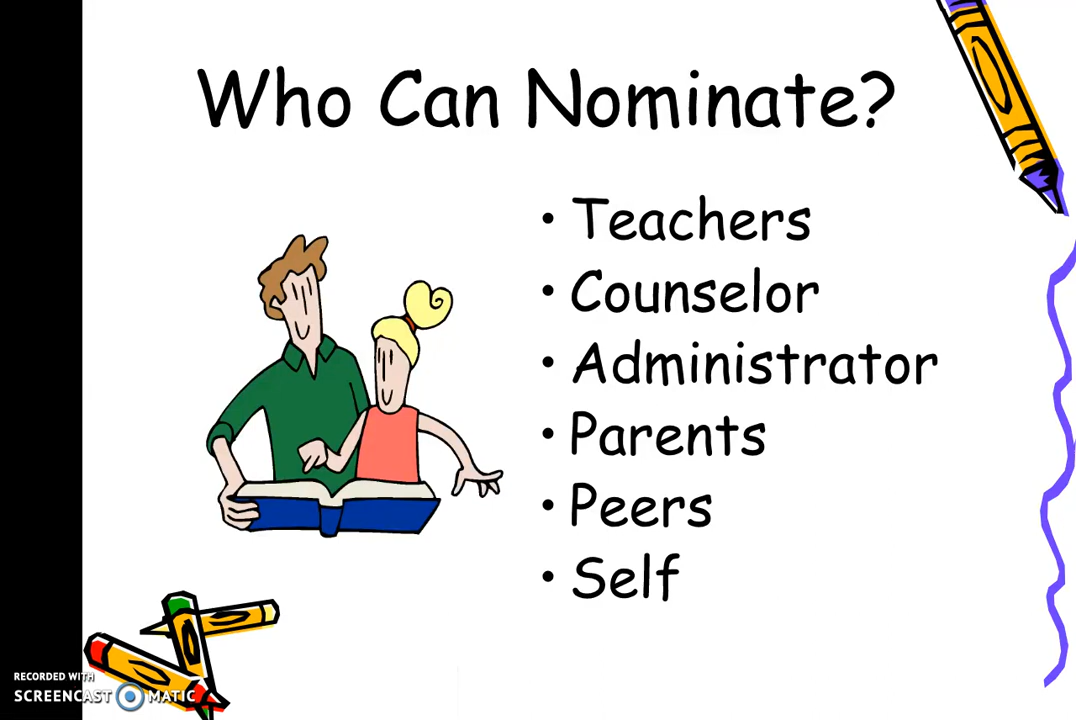 Who Can Nominate?
• Teachers
• Counselor
• Administrator
• Parents
• Peers
• Self
RECORDED WITH
SCREENCAST MATIC